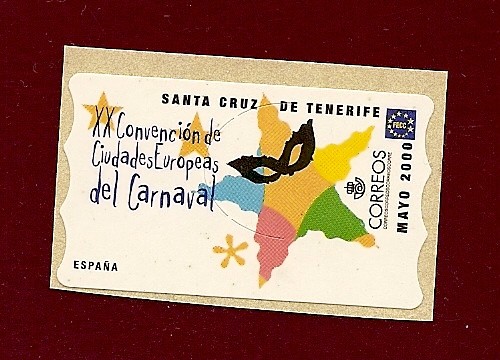 SANTA CRUZ DE TENERIFE
XX Convención de
Ciudades Europeas
del Carnaval
ESPAÑA
FECC
CORREOS
MAYO 2000